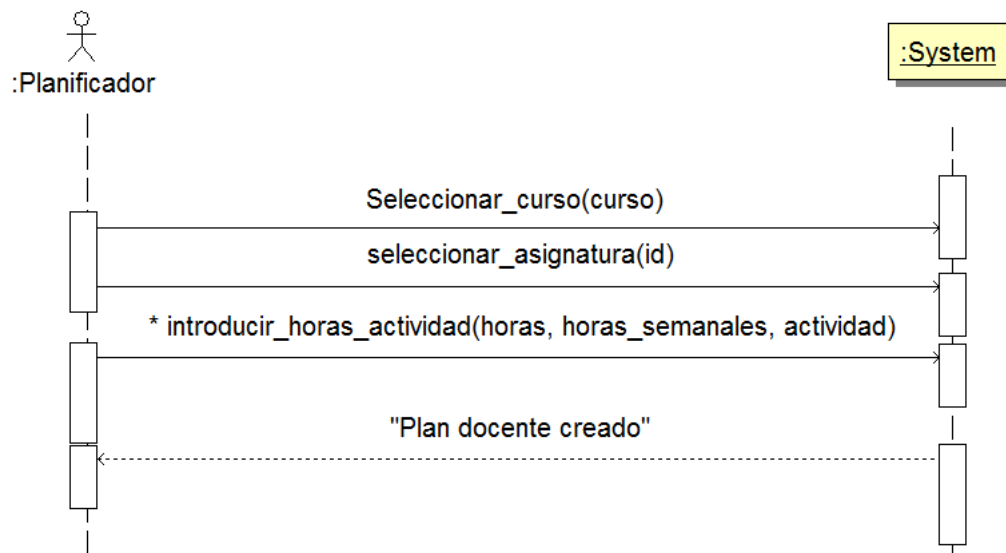 :Planificador
:System
Seleccionar_curso(curso)
seleccionar_asignatura(id)
* introducir_horas_actividad(horas, horas_semanales, actividad)
"Plan docente creado"